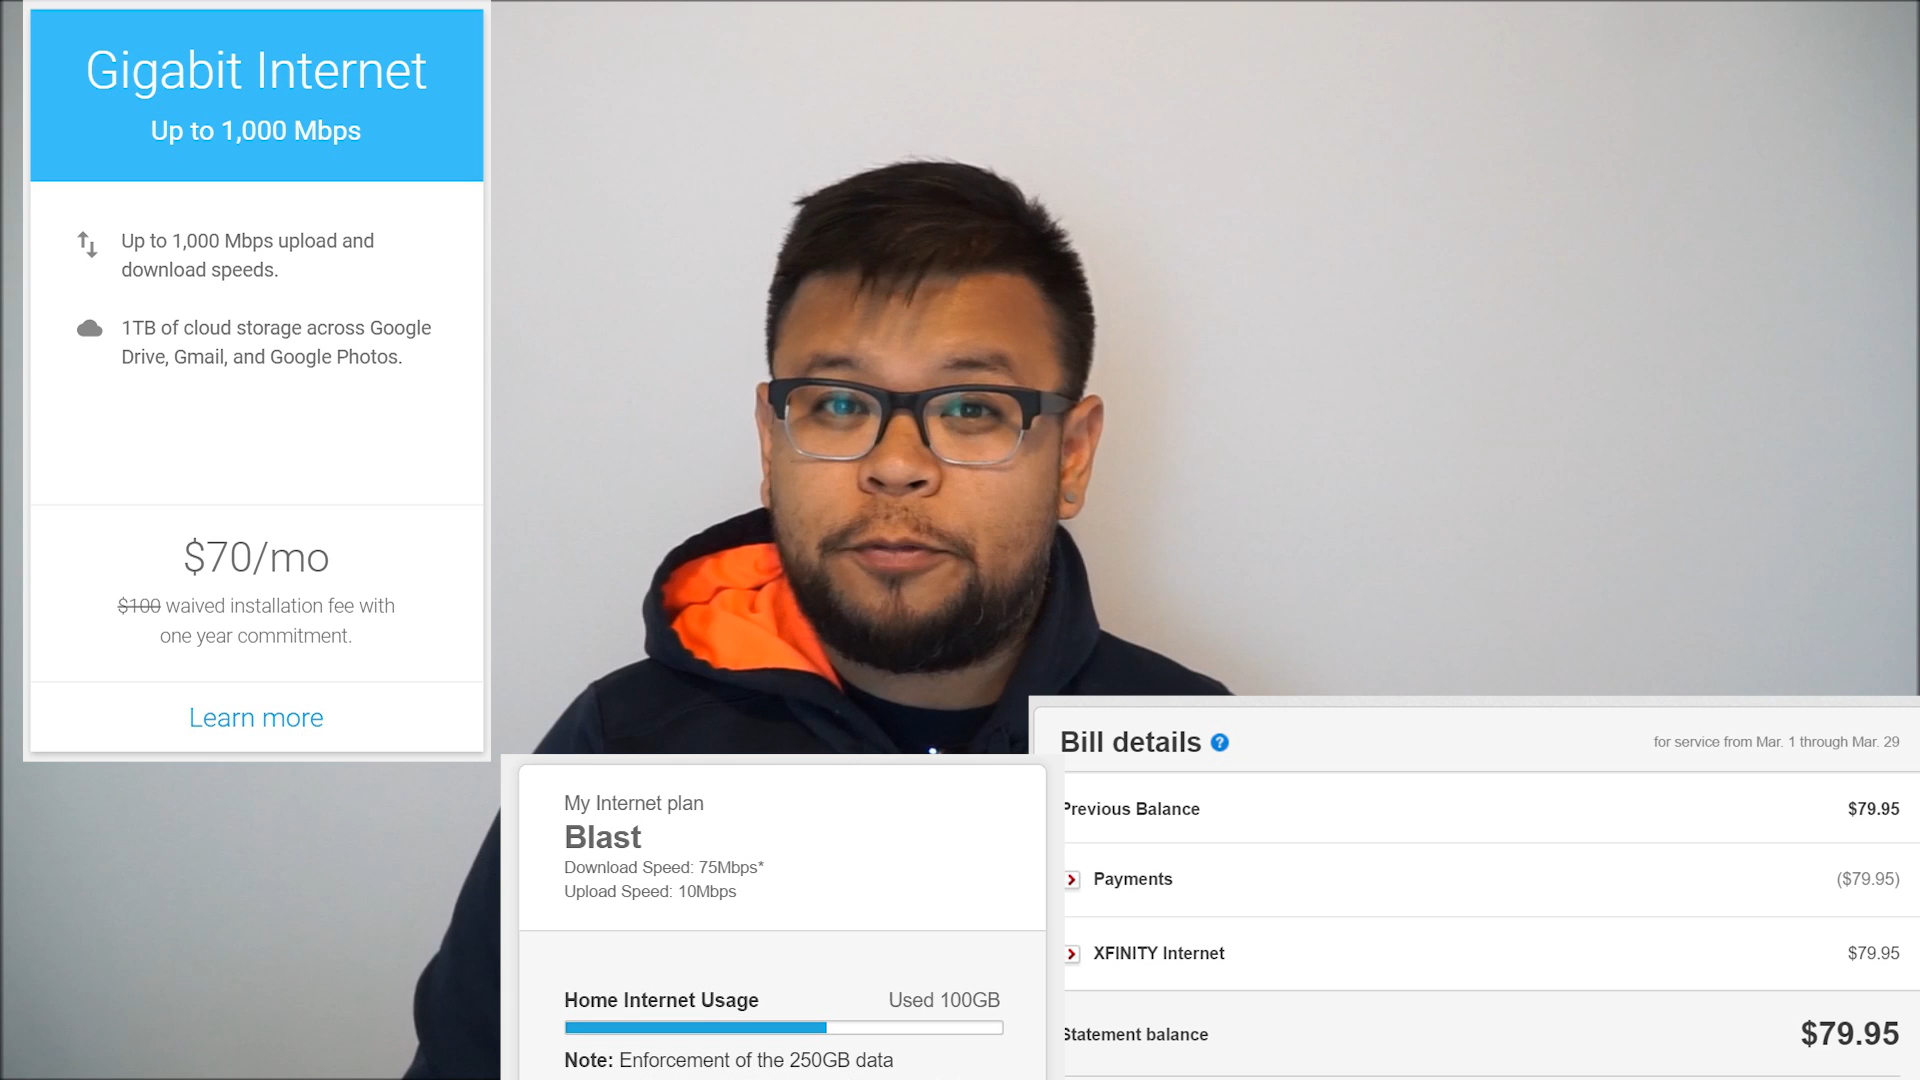 Gigabit Internet
Up to 1,000 Mbps
Up to 1,000 Mbps upload and
download speeds.
1TB of cloud storage across Google
Drive, Gmail, and Google Photos.
$70/mo
$100 waived installation fee with
one year commitment.
Learn more
My Internet plan
Blast
Download Speed: 75Mbps*
Upload Speed: 10Mbps
Home Internet Usage Used 100GB
Note: Enforcement of the 250GB data
Bill details ? for service from Mar. 1 through Mar. 29
Previous Balance $79.95
Payments ($79.95)
XFINITY Internet $79.95
Statement balance $79.95